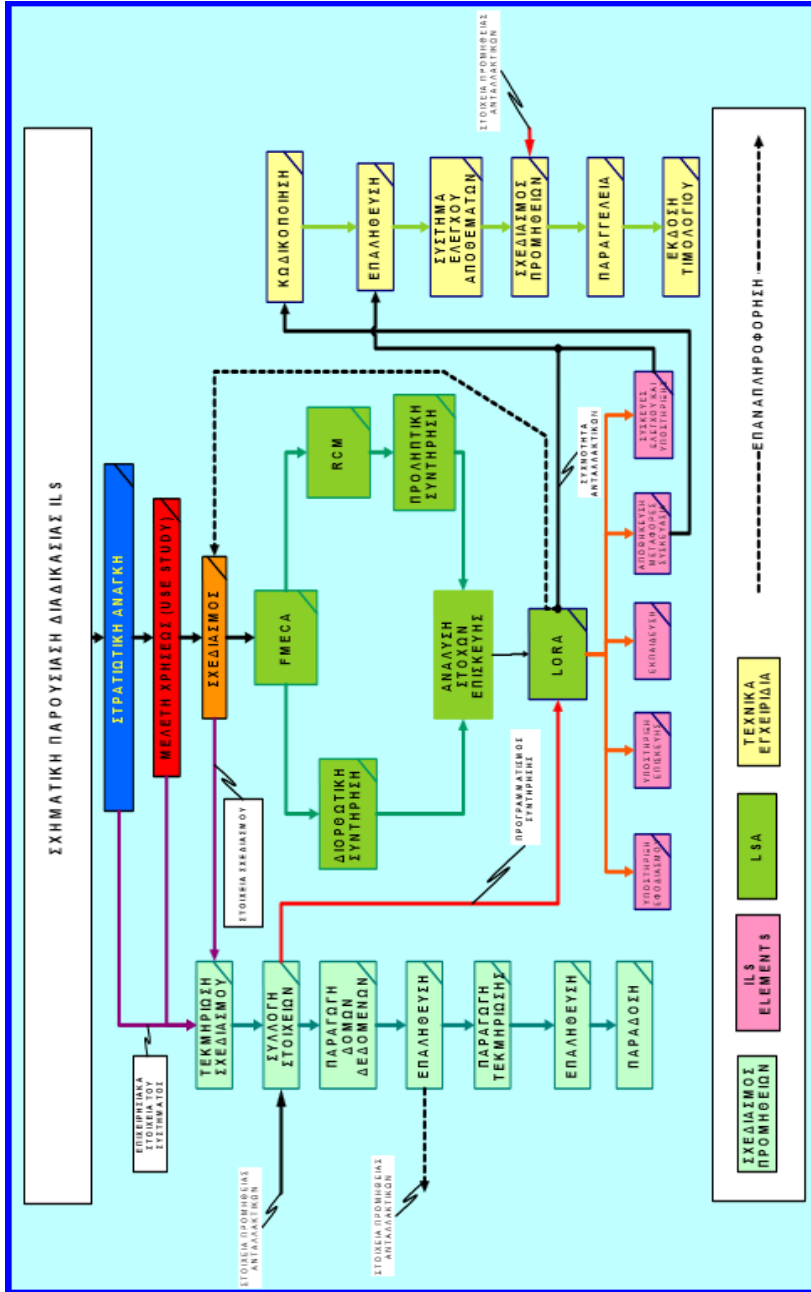 ΣΧΗΜΑΤΙΚΗ ΠΑΡΟΥΣΙΑΣΗ ΔΙΑΔΙΚΑΣΙΑΣ ILS
ΣΤΡΑΤΙΩΤΙΚΗ ΑΝΑΓΚΗ
ΜΕΛΕΤΗ ΧΡΗΣΕΩΣ (USE STUDY)
ΣΧΕΔΙΑΣΜΟΣ
ΕΠΙΧΕΙΡΗΣΙΑΚΑ
ΣΤΟΙΧΕΙΑ ΤΟΥ
ΣΥΣΤΗΜΑΤΟΣ
ΣΤΟΙΧΕΙΑ ΣΧΕΔΙΑΣΜΟΥ
ΤΕΚΜΗΡΙΩΣΗ
ΣΧΕΔΙΑΣΜΟΥ
ΣΥΛΛΟΓΗ
ΣΤΟΙΧΕΙΩΝ
ΠΑΡΑΓΩΓΗ
ΔΟΜΩΝ
ΔΕΔΟΜΕΝΩΝ
ΕΠΑΛΗΘΕΥΣΗ
ΠΑΡΑΓΩΓΗ
ΤΕΚΜΗΡΙΩΣΗΣ
ΕΠΑΛΗΘΕΥΣΗ
ΠΑΡΑΔΟΣΗ
ΣΤΟΙΧΕΙΑ ΠΡΟΜΗΘΕΙΑΣ
ΑΝΤΑΛΛΑΚΤΙΚΩΝ
ΣΤΟΙΧΕΙΑ ΠΡΟΜΗΘΕΙΑΣ
ΑΝΤΑΛΛΑΚΤΙΚΩΝ
FMECA
ΔΙΟΡΘΩΤΙΚΗ
ΣΥΝΤΗΡΗΣΗ
RCM
ΠΡΟΛΗΠΤΙΚΗ
ΣΥΝΤΗΡΗΣΗ
ΑΝΑΛΥΣΗ
ΣΤΟΧΩΝ
ΕΠΙΣΚΕΥΗΣ
LORA
ΠΡΟΓΡΑΜΜΑΤΙΣΜΟΣ
ΣΥΝΤΗΡΗΣΗΣ
ΣΥΧΝΟΤΗΤΑ
ΑΝΤΑΛΛΑΚΤΙΚΩΝ
ΥΠΟΣΤΗΡΙΞΗ
ΕΦΟΔΙΑΣΜΟΥ
ΥΠΟΣΤΗΡΙΞΗ
ΕΠΙΣΚΕΥΗΣ
ΕΚΠΑΙΔΕΥΣΗ
ΑΠΟΘΗΚΕΥΣΗ
ΜΕΤΑΦΟΡΕΣ
ΣΥΣΚΕΥΑΣΙΑ
ΣΥΣΚΕΥΕΣ
ΕΛΕΓΧΟΥ ΚΑΙ
ΥΠΟΣΤΗΡΙΞΗΣ
ΚΩΔΙΚΟΠΟΙΗΣΗ
ΕΠΑΛΗΘΕΥΣΗ
ΣΥΣΤΗΜΑ
ΕΛΕΓΧΟΥ
ΑΠΟΘΕΜΑΤΩΝ
ΣΧΕΔΙΑΣΜΟΣ
ΠΡΟΜΗΘΕΙΩΝ
ΠΑΡΑΓΓΕΛΕΙΑ
ΕΚΔΟΣΗ
ΤΙΜΟΛΟΓΙΟΥ
ΣΤΟΙΧΕΙΑ ΠΡΟΜΗΘΕΙΑΣ
ΑΝΤΑΛΛΑΚΤΙΚΩΝ
ΣΧΕΔΙΑΣΜΟΣ
ΠΡΟΜΗΘΕΙΩΝ
ILS
ELEMENTS
LSA
ΤΕΧΝΙΚΑ
ΕΓΧΕΙΡΙΔΙΑ
ΕΠΑΝΑΠΛΗΡΟΦΟΡΗΣΗ